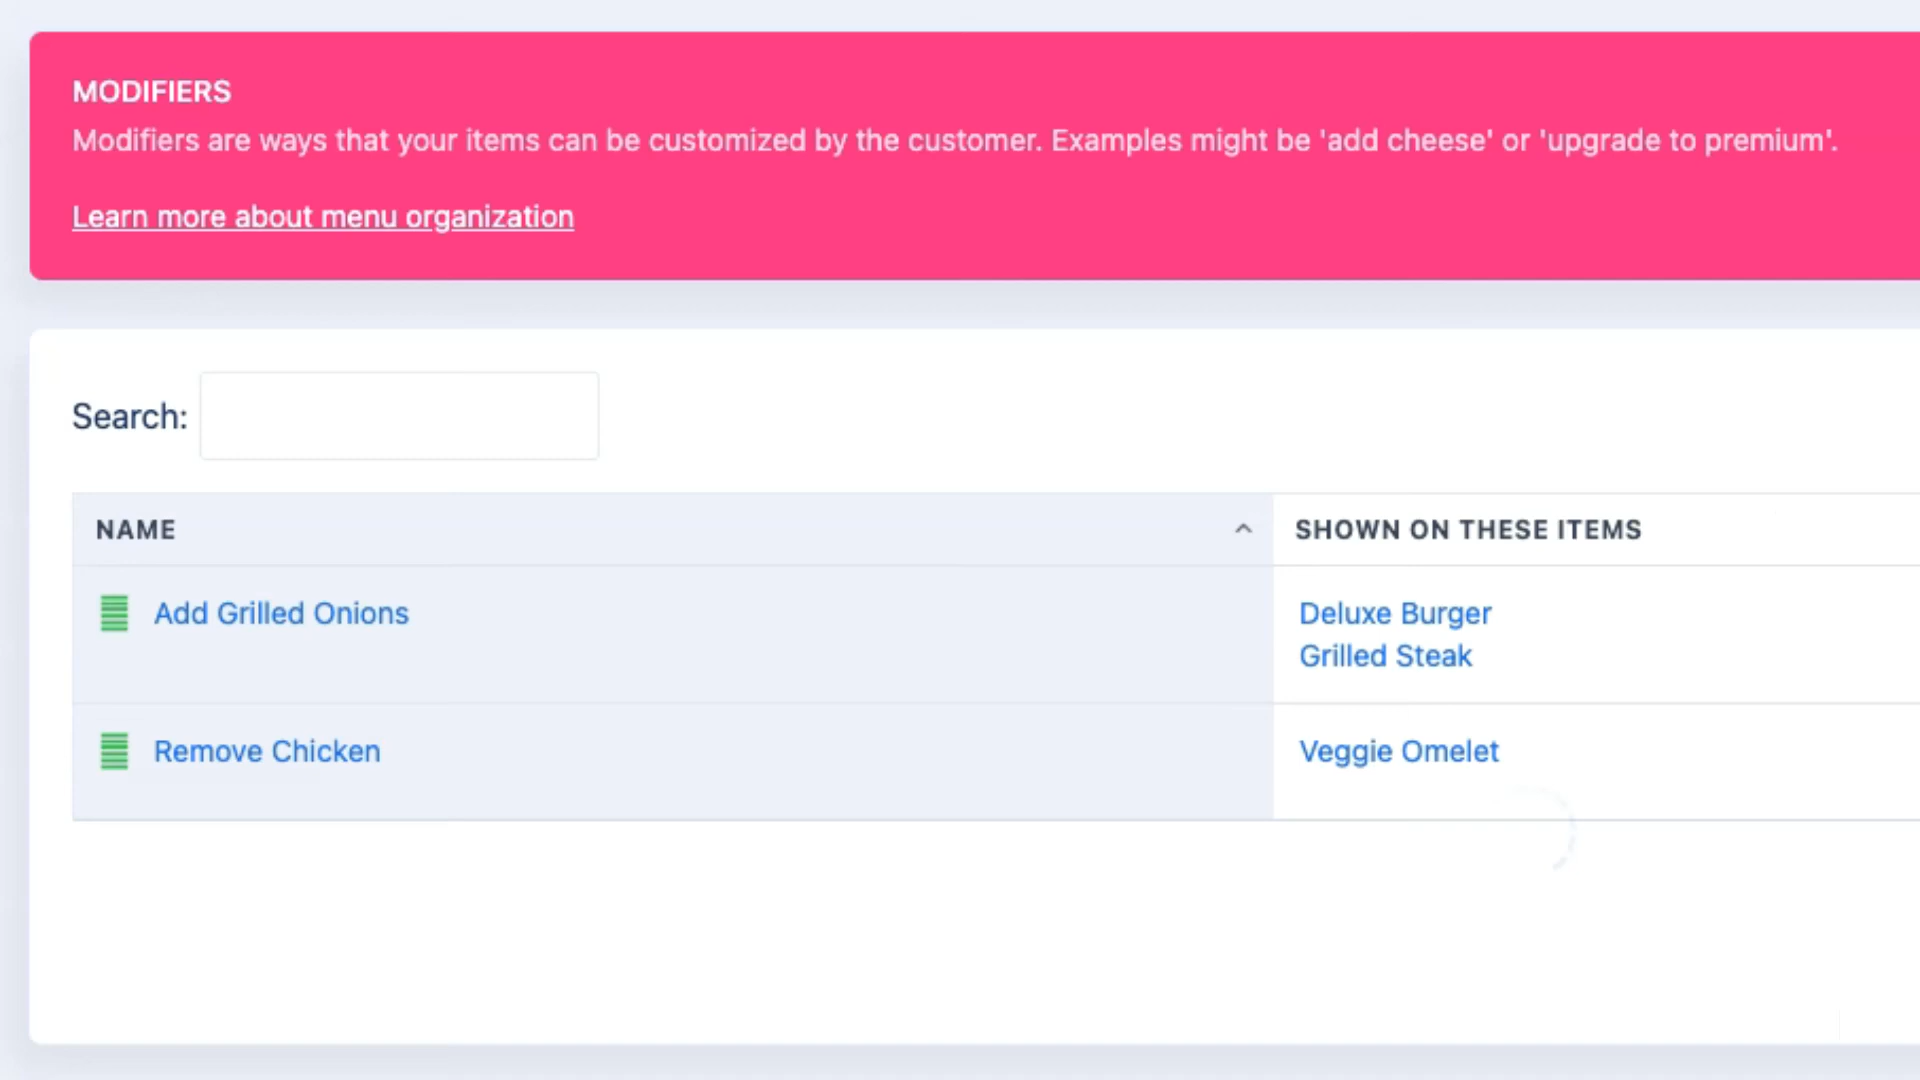 MODIFIERS
Modifiers are ways that your items can be customized by the customer. Examples might be 'add cheese' or 'upgrade to premium'.
Learn more about menu organization
Search:
NAME
SHOWN ON THESE ITEMS
Add Grilled Onions
Deluxe Burger
Grilled Steak
Remove Chicken
Veggie Omelet